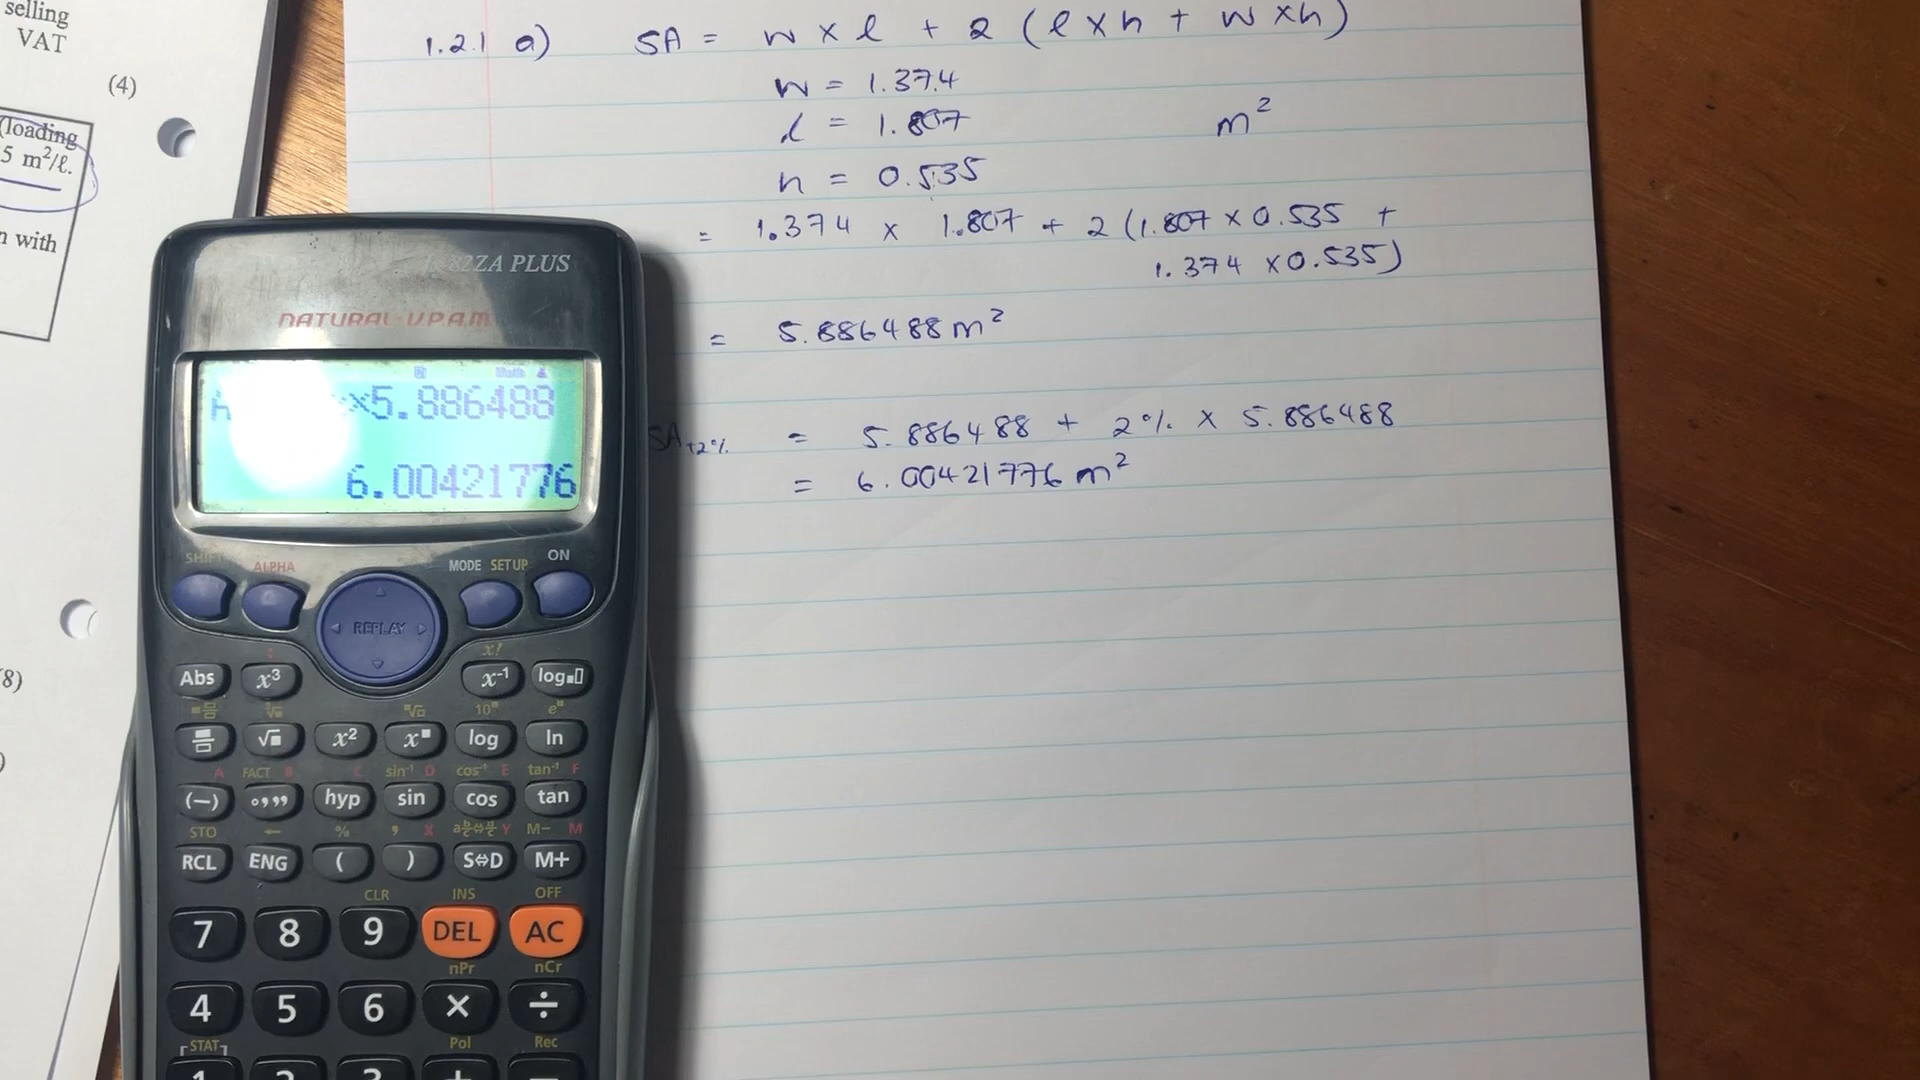 selling
VAT
(4)
(loading
5 m²/ℓ.
n with
8)
1.2.1 a) SA = w x l + 2 (l x h + w x h)
w = 1.374
l = 1.807
m²
h = 0.535
= 1.374 x 1.807 + 2 (1.807 x 0.535 +
1.374 x 0.535)
= 5.886488 m²
SA+2% = 5.886488 + 2% x 5.886488
= 6.00421776 m²
82ZA PLUS
NATURAL-V.P.A.M.
×5.886488
6.00421776
SHIFT ALPHA MODE SETUP ON
REPLAY
x!
Abs x³ x⁻¹ log
10 e
√ x² x log ln
A FACT B C sin⁻¹ D cos⁻¹ E tan⁻¹ F
(−) °,,, hyp sin cos tan
STO ← % , X a b/c⇔d/c Y M− M
RCL ENG ( ) S⇔D M+
CLR INS OFF
7 8 9 DEL AC
nPr nCr
4 5 6 × ÷
STAT Pol Rec
1 2 3 + −